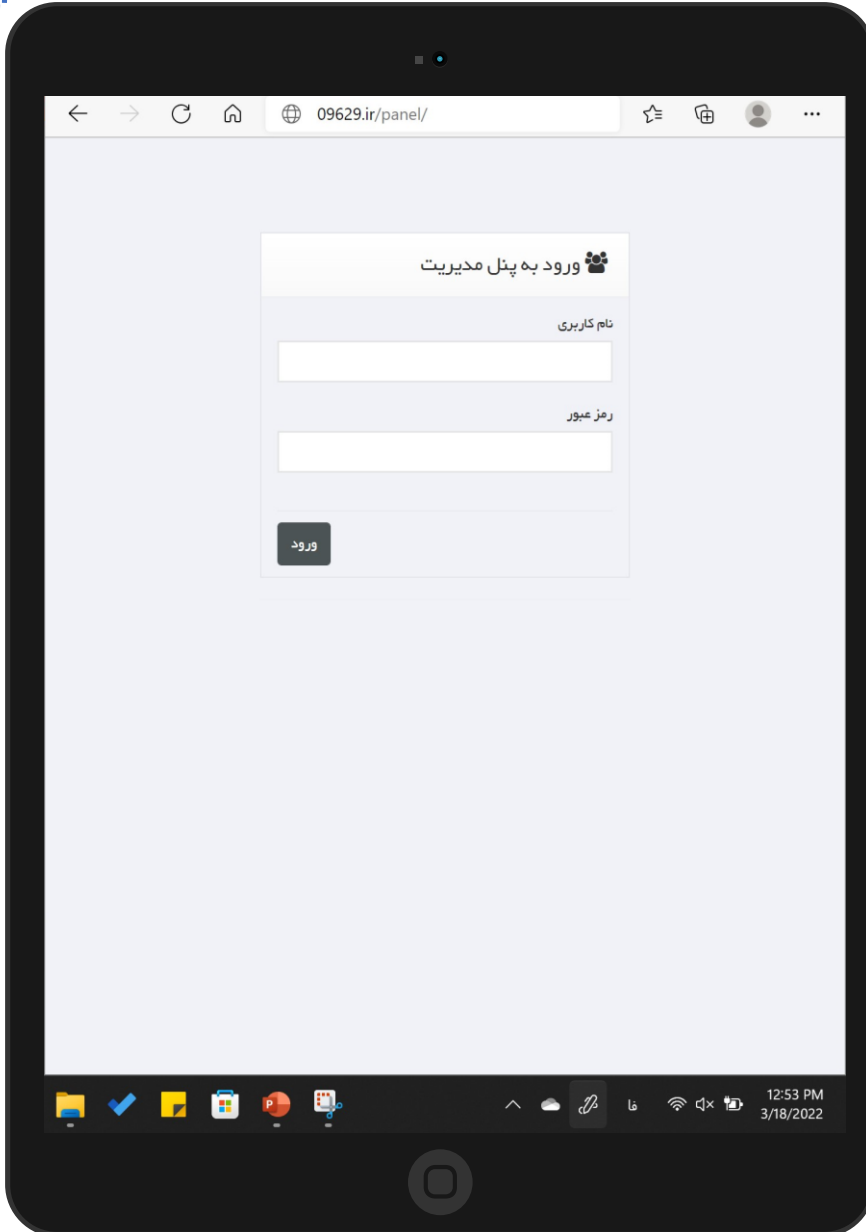 09629.ir/panel/
ورود به پنل مدیریت
نام کاربری
رمز عبور
ورود
فا
12:53 PM
3/18/2022